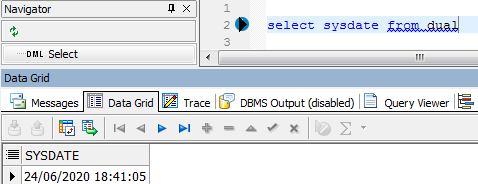 Navigator
DML Select
1
2 select sysdate from dual
3
Data Grid
Messages Data Grid Trace DBMS Output (disabled) Query Viewer
SYSDATE
24/06/2020 18:41:05